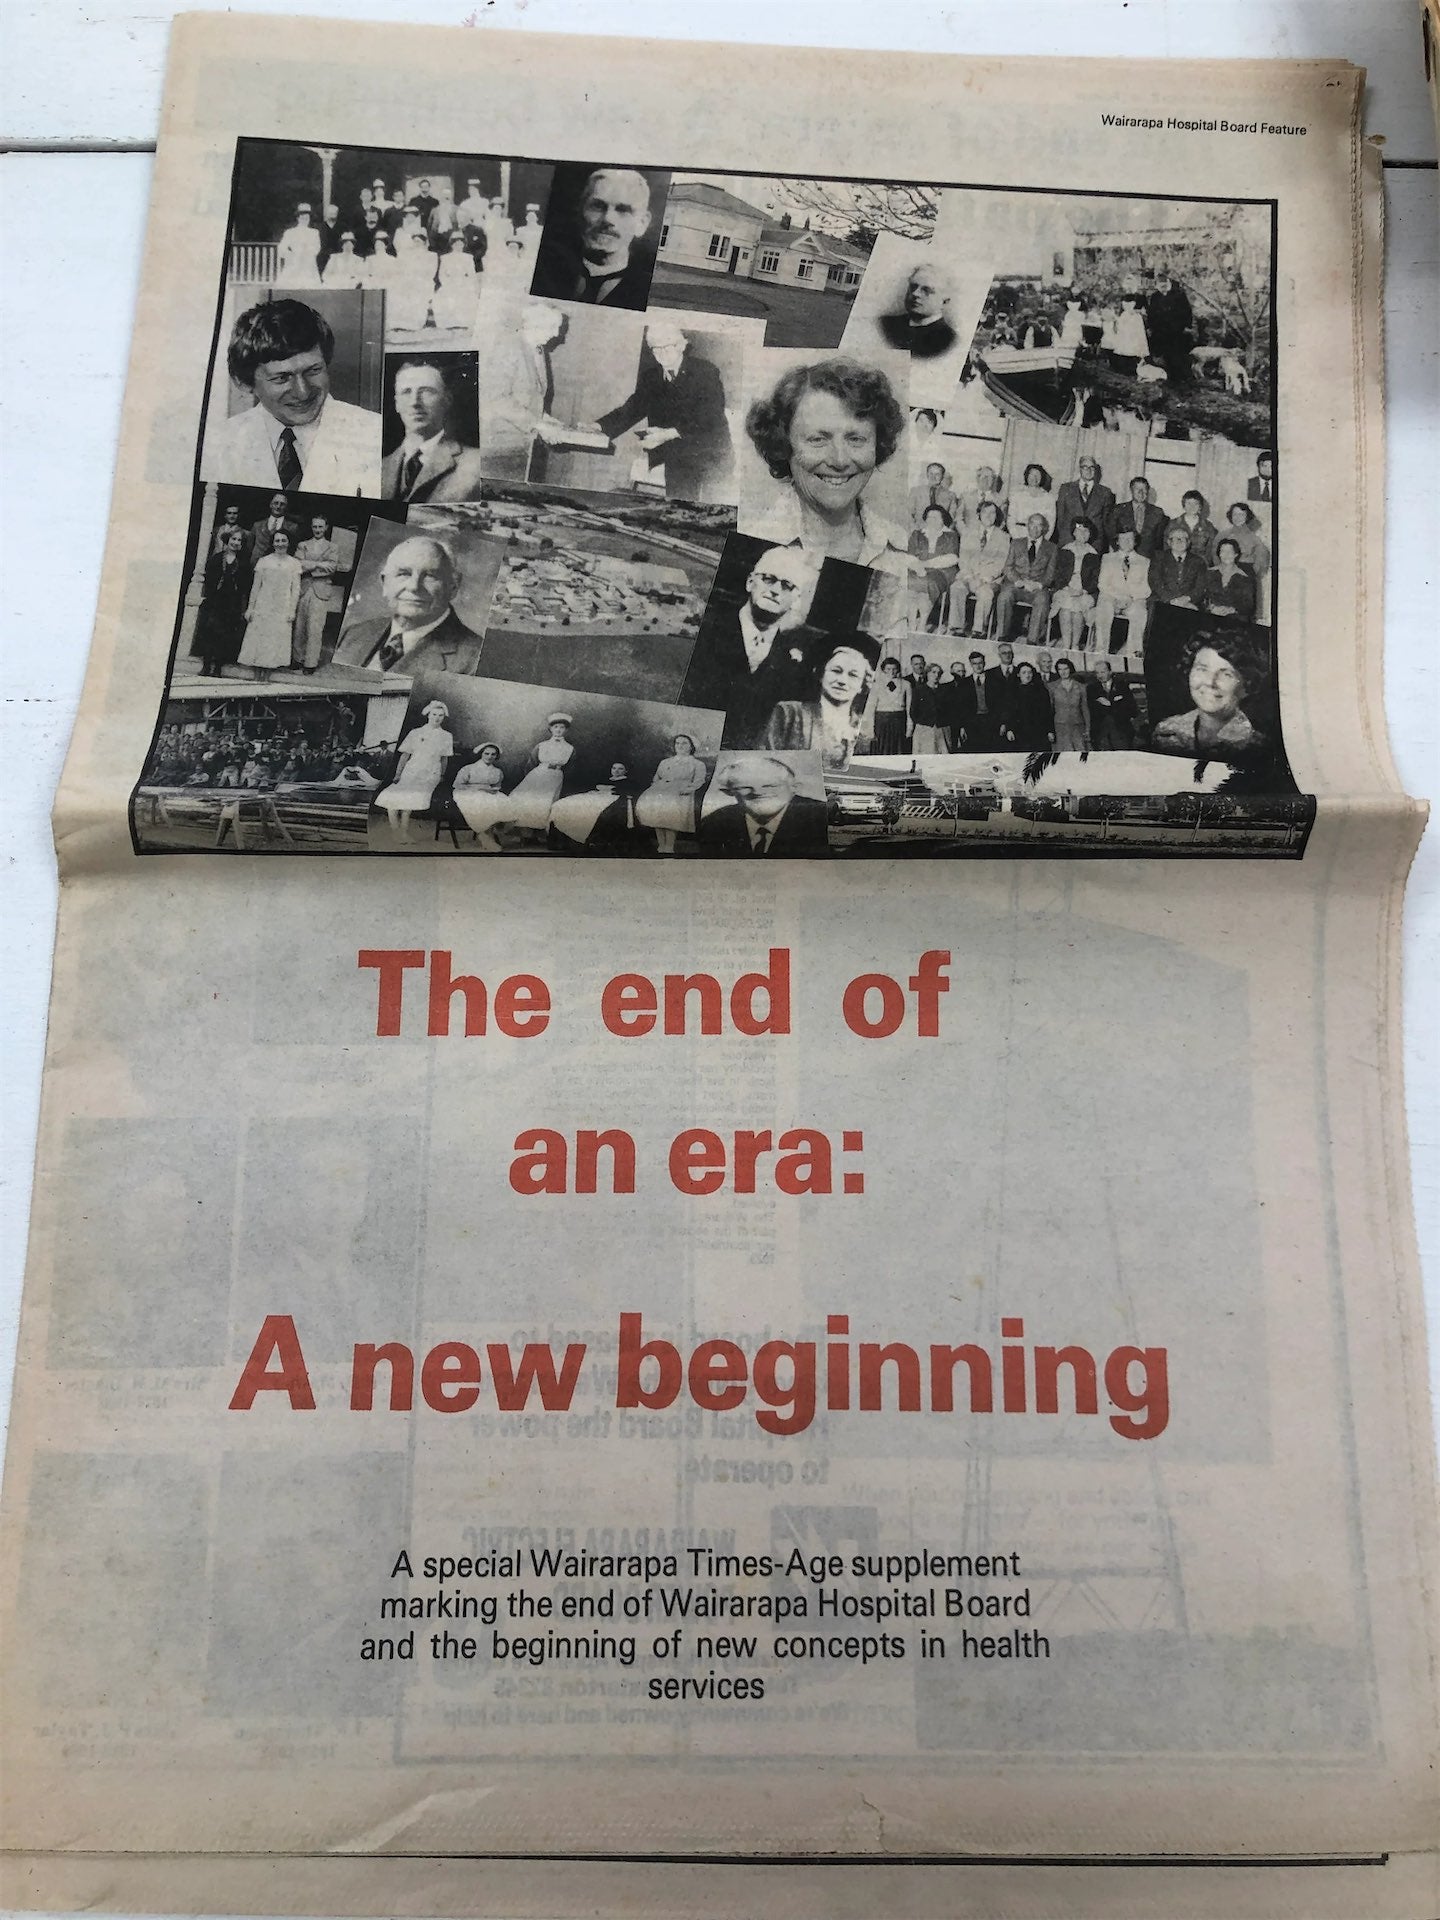 Wairarapa Hospital Board Feature
The end of
an era:
A new beginning
A special Wairarapa Times-Age supplement
marking the end of Wairarapa Hospital Board
and the beginning of new concepts in health
services